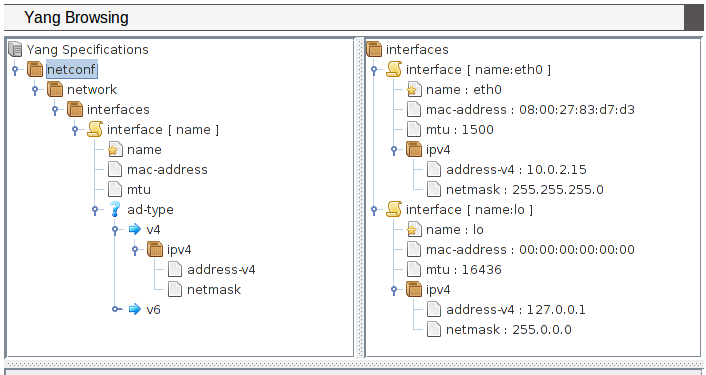 Yang Browsing
Yang Specifications
netconf
network
interfaces
interface [ name ]
name
mac-address
mtu
ad-type
v4
ipv4
address-v4
netmask
v6
interfaces
interface [ name:eth0 ]
name : eth0
mac-address : 08:00:27:83:d7:d3
mtu : 1500
ipv4
address-v4 : 10.0.2.15
netmask : 255.255.255.0
interface [ name:lo ]
name : lo
mac-address : 00:00:00:00:00:00
mtu : 16436
ipv4
address-v4 : 127.0.0.1
netmask : 255.0.0.0